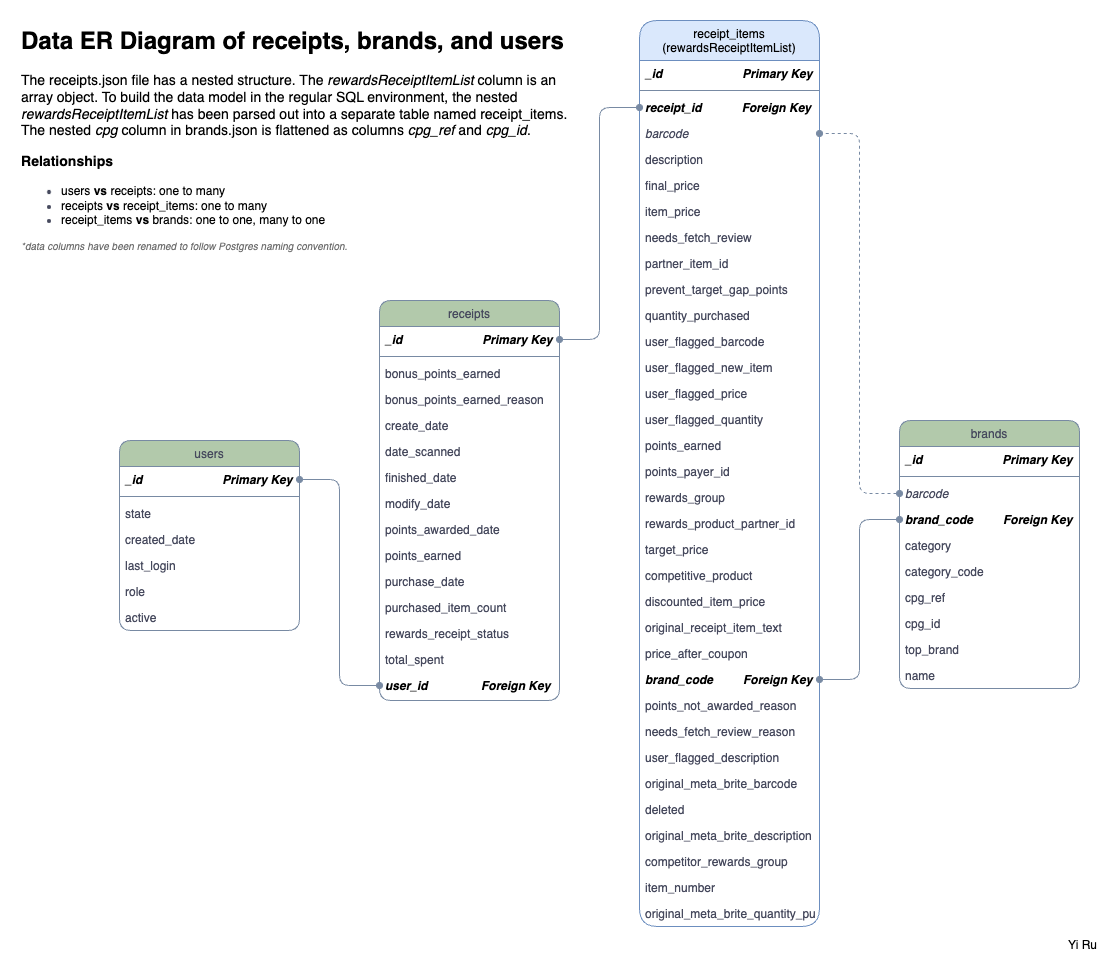 Data ER Diagram of receipts, brands, and users
The receipts.json file has a nested structure. The rewardsReceiptItemList column is an
array object. To build the data model in the regular SQL environment, the nested
rewardsReceiptItemList has been parsed out into a separate table named receipt_items.
The nested cpg column in brands.json is flattened as columns cpg_ref and cpg_id.
Relationships
• users vs receipts: one to many
• receipts vs receipt_items: one to many
• receipt_items vs brands: one to one, many to one
*data columns have been renamed to follow Postgres naming convention.
users
_id Primary Key
state
created_date
last_login
role
active
receipts
_id Primary Key
bonus_points_earned
bonus_points_earned_reason
create_date
date_scanned
finished_date
modify_date
points_awarded_date
points_earned
purchase_date
purchased_item_count
rewards_receipt_status
total_spent
user_id Foreign Key
receipt_items
(rewardsReceiptItemList)
_id Primary Key
receipt_id Foreign Key
barcode
description
final_price
item_price
needs_fetch_review
partner_item_id
prevent_target_gap_points
quantity_purchased
user_flagged_barcode
user_flagged_new_item
user_flagged_price
user_flagged_quantity
points_earned
points_payer_id
rewards_group
rewards_product_partner_id
target_price
competitive_product
discounted_item_price
original_receipt_item_text
price_after_coupon
brand_code Foreign Key
points_not_awarded_reason
needs_fetch_review_reason
user_flagged_description
original_meta_brite_barcode
deleted
original_meta_brite_description
competitor_rewards_group
item_number
original_meta_brite_quantity_pu
brands
_id Primary Key
barcode
brand_code Foreign Key
category
category_code
cpg_ref
cpg_id
top_brand
name
Yi Ru